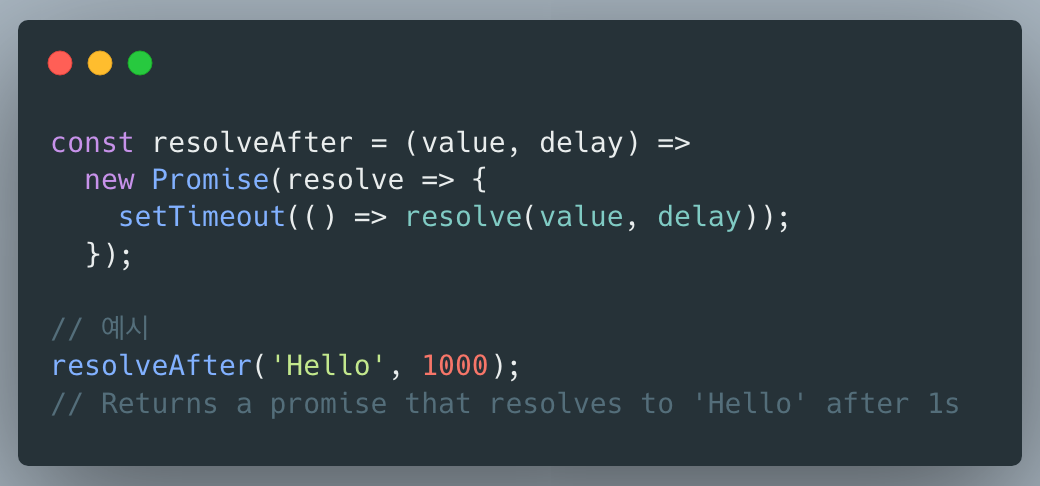 const resolveAfter = (value, delay) =>
  new Promise(resolve => {
    setTimeout(() => resolve(value, delay));
  });

// 예시
resolveAfter('Hello', 1000);
// Returns a promise that resolves to 'Hello' after 1s